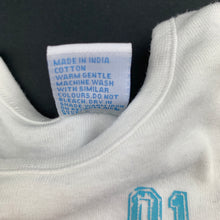 MADE IN INDIA
COTTON
WARM GENTLE
MACHINE WASH
WITH SIMILAR
COLOURS.DO NOT
BLEACH.DRY IN
01